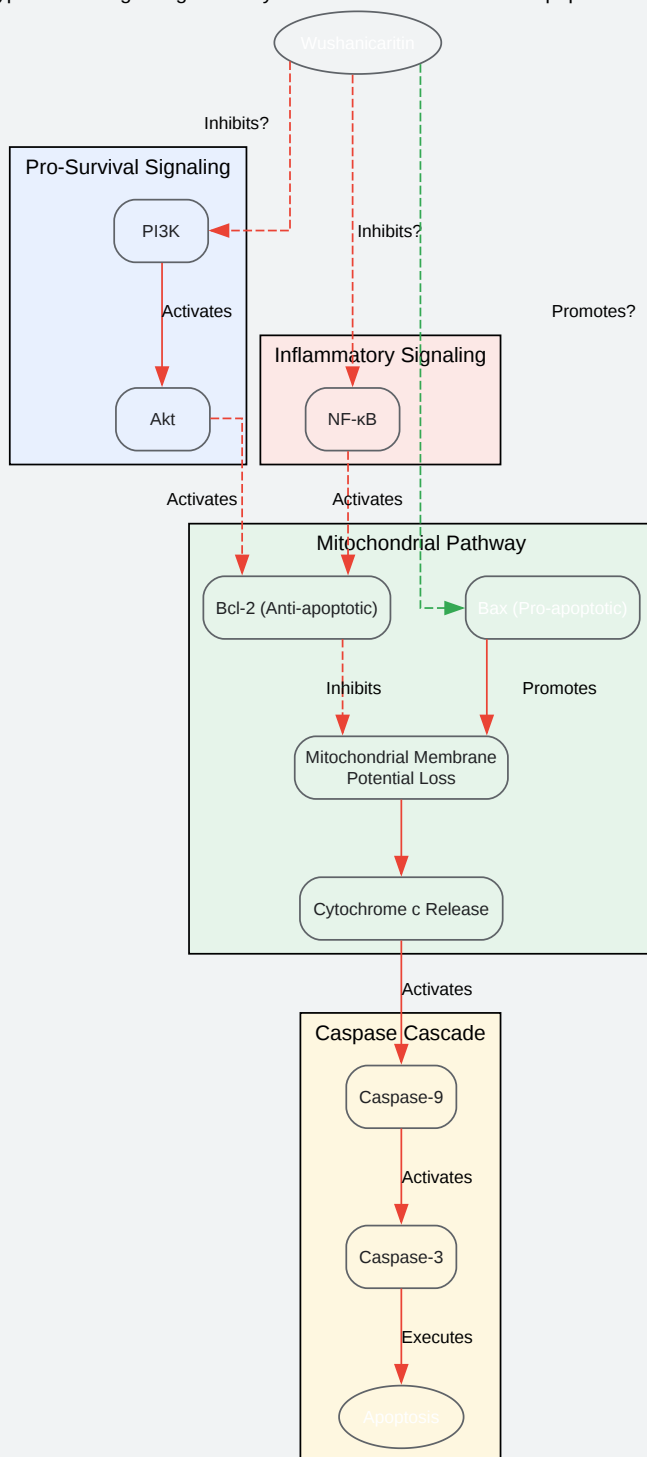 Wushanicaritin
Inhibits?
Pro-Survival Signaling
PI3K
Inhibits?
Activates
Promotes?
Inflammatory Signaling
Akt
NF-κB
Activates
Activates
Mitochondrial Pathway
Bcl-2 (Anti-apoptotic)
Bax (Pro-apoptotic)
Inhibits
Promotes
Mitochondrial Membrane
Potential Loss
Cytochrome c Release
Activates
Caspase Cascade
Caspase-9
Activates
Caspase-3
Executes
Apoptosis